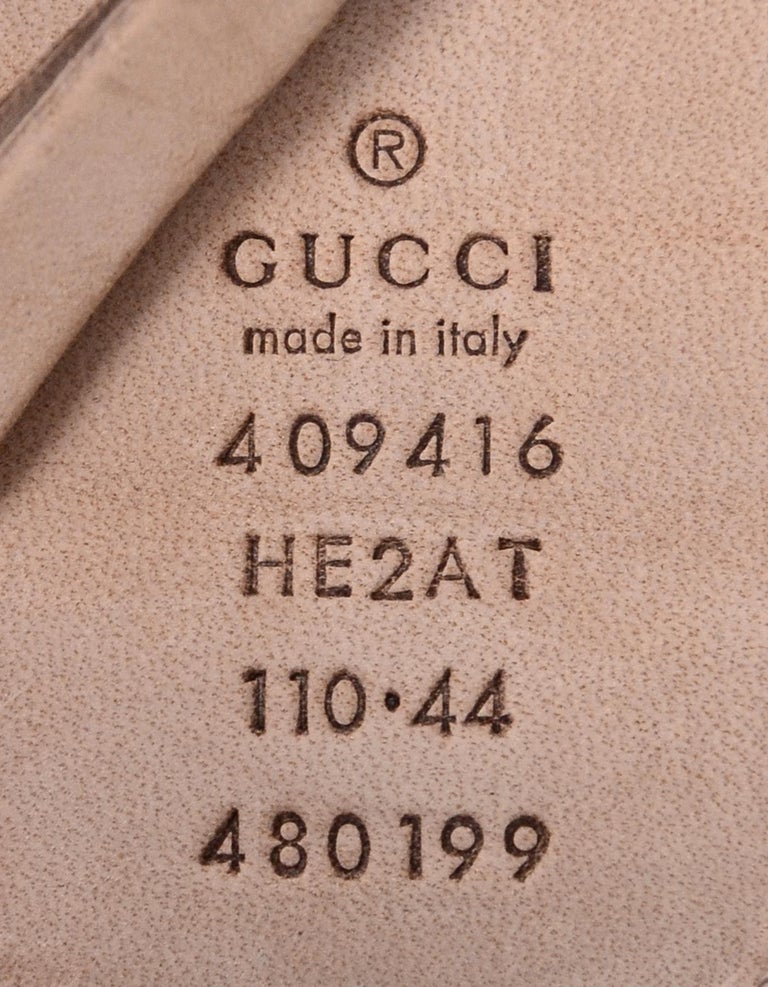 ®
GUCCI
made in italy
409416
HE2AT
110·44
480199